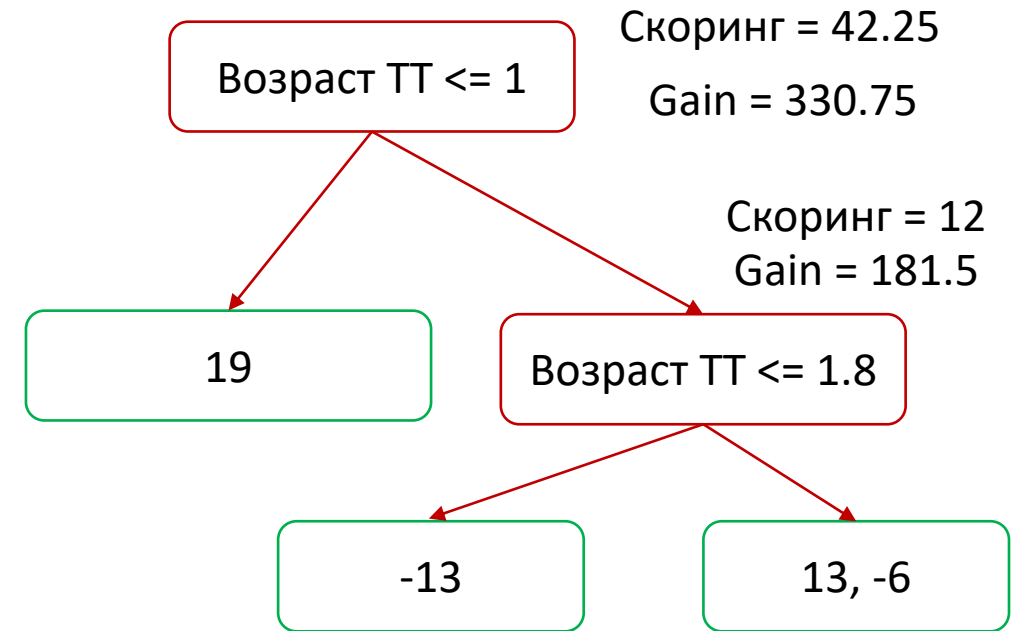 Скоринг = 42.25
Возраст ТТ <= 1
Gain = 330.75
Скоринг = 12
Gain = 181.5
19
Возраст ТТ <= 1.8
-13
13, -6